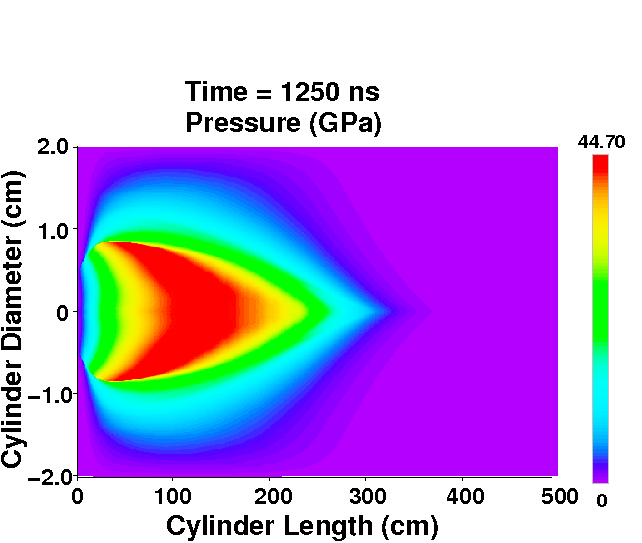 Time = 1250 ns
Pressure (GPa)
44.70
2.0
1.0
0
−1.0
−2.0
Cylinder Diameter (cm)
0
0 100 200 300 400 500
Cylinder Length (cm)